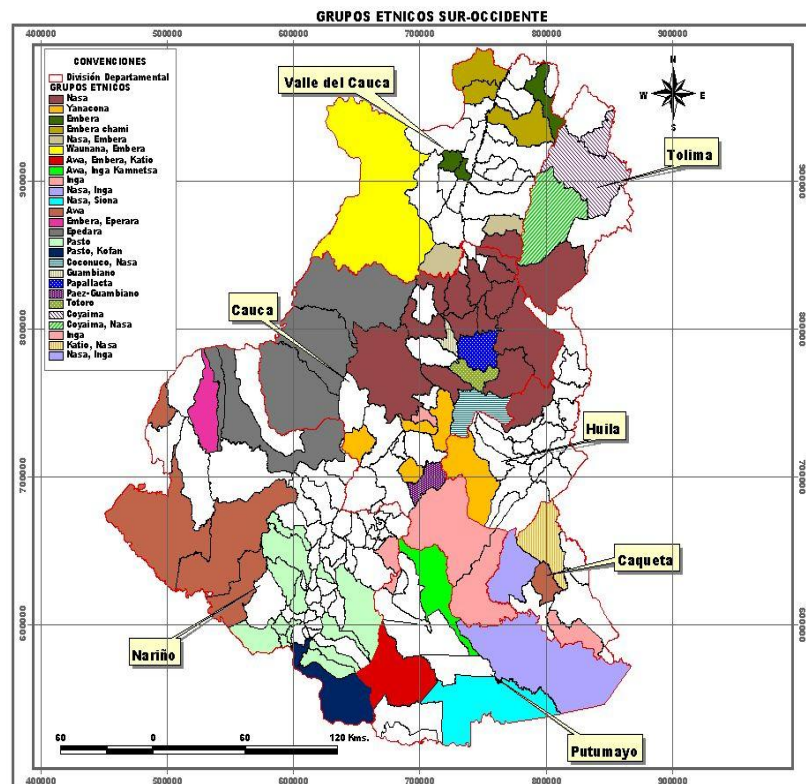 GRUPOS ETNICOS SUR-OCCIDENTE
400000 500000 600000 700000 800000 900000
CONVENCIONES
División Departamental
GRUPOS ETNICOS
Nasa
Yanacona
Embera
Embera chami
Nasa, Embera
Waunana, Embera
Awa, Embera, Katio
Awa, Inga Kamnetsa
Inga
Nasa, Inga
Nasa, Siona
Awa
Embera, Eperara
Epedara
Pasto
Pasto, Kofan
Coconuco, Nasa
Guambiano
Papallacta
Paez-Guambiano
Totoro
Coyaima
Coyaima, Nasa
Inga
Katio, Nasa
Nasa, Inga
Valle del Cauca
N
W E
S
Tolima
900000 900000
Cauca
800000 800000
Huila
700000 700000
Caqueta
600000 600000
Nariño
60 0 60 120 Kms.
Putumayo
400000 500000 600000 700000 800000 900000